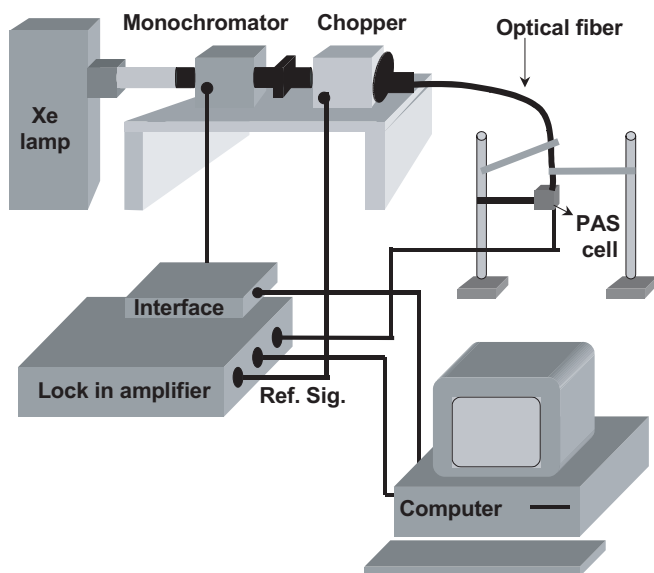 Monochromator
Chopper
Optical fiber
Xe
lamp
PAS
cell
Interface
Lock in amplifier
Ref. Sig.
Computer